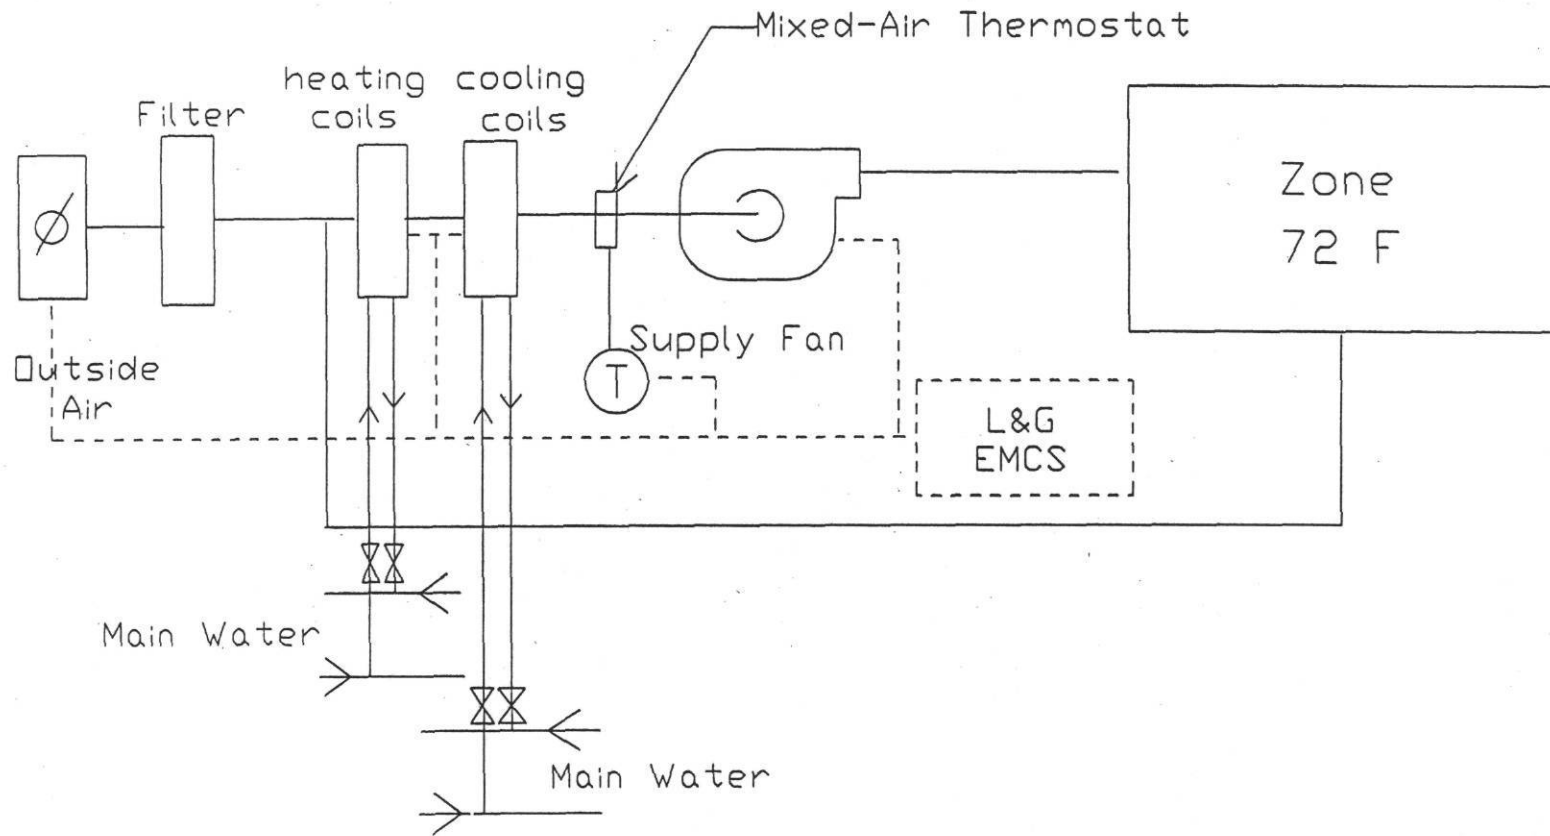 Mixed-Air Thermostat
heating
coils
cooling
coils
Filter
Zone
72 F
Supply Fan
T
Outside
Air
L&G
EMCS
Main Water
Main Water